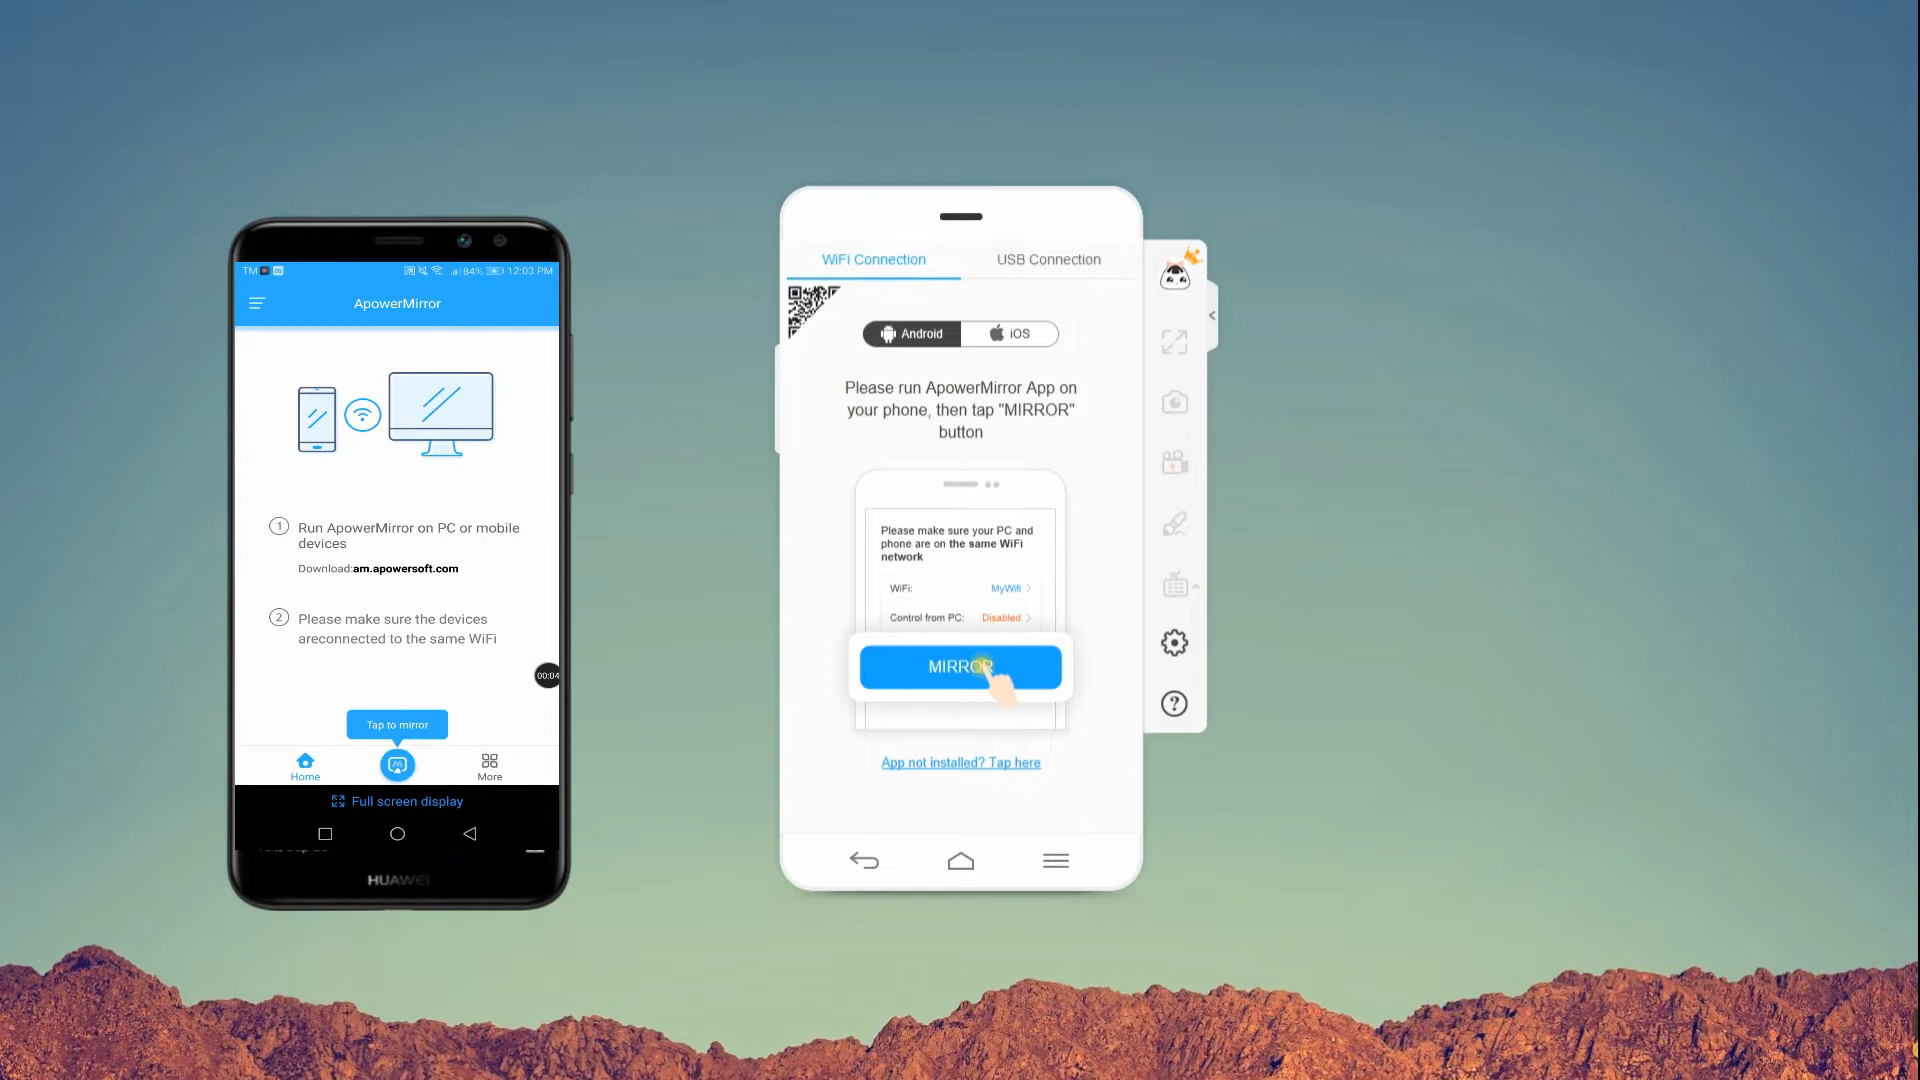 TM
84% 12:03 PM
ApowerMirror
1 Run ApowerMirror on PC or mobile
devices
Download:am.apowersoft.com
2 Please make sure the devices
areconnected to the same WiFi
00:04
Tap to mirror
Home
More
Full screen display
HUAWEI
WiFi Connection
USB Connection
Android
iOS
Please run ApowerMirror App on
your phone, then tap "MIRROR"
button
Please make sure your PC and
phone are on the same WiFi
network
WiFi: MyWifi >
Control from PC: Disabled >
MIRROR
App not installed? Tap here